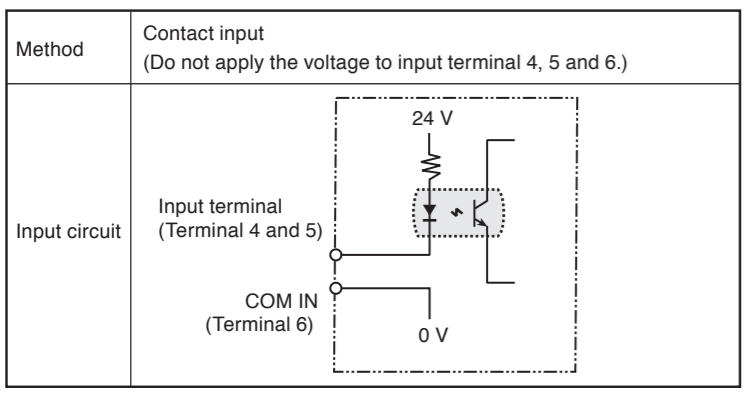 Method
Contact input
(Do not apply the voltage to input terminal 4, 5 and 6.)
Input circuit
24 V
Input terminal
(Terminal 4 and 5)
COM IN
(Terminal 6)
0 V